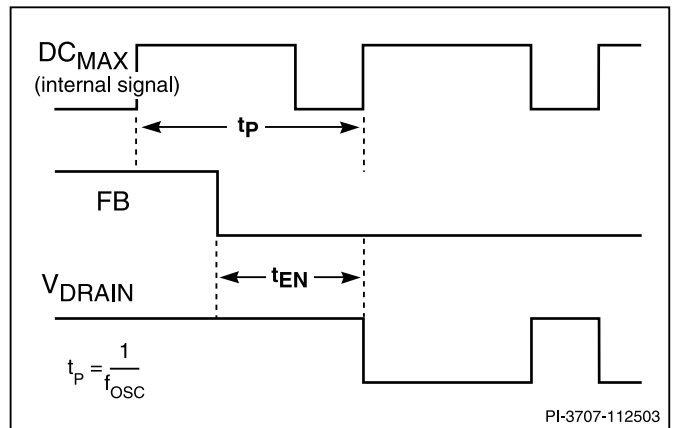 DCMAX
(internal signal)
tP
FB
tEN
VDRAIN
tP = 1
fOSC
PI-3707-112503